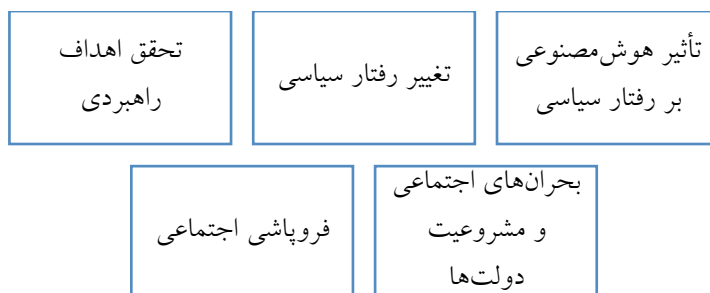 تأثیر هوش‌مصنوعی
بر رفتار سیاسی
تغییر رفتار سیاسی
تحقق اهداف
راهبردی
بحران‌های اجتماعی
و مشروعیت
دولت‌ها
فروپاشی اجتماعی